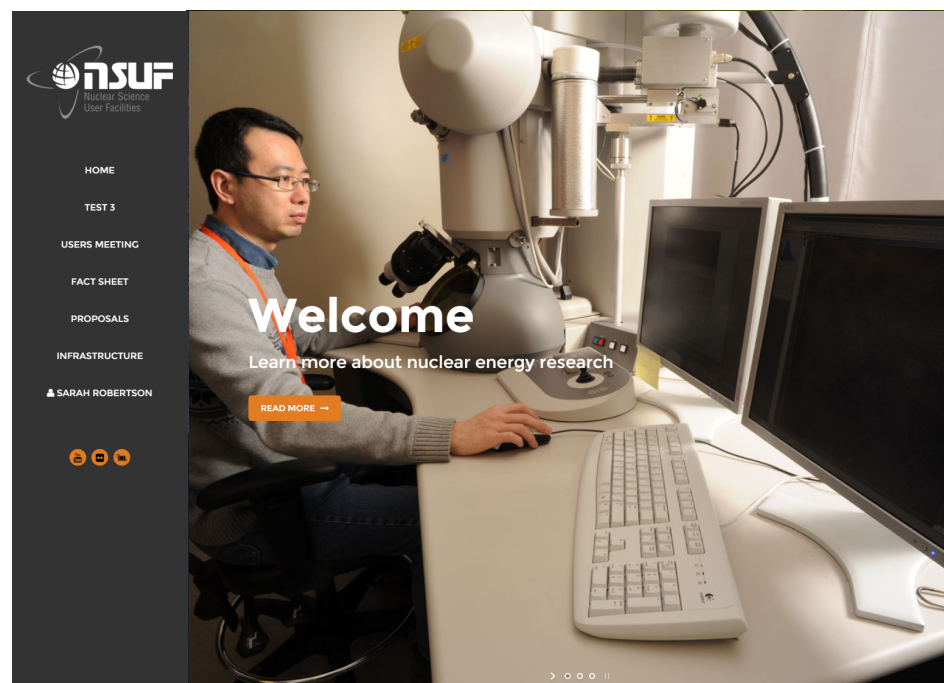 nsuf
Nuclear Science
User Facilities
HOME
TEST 3
USERS MEETING
FACT SHEET
PROPOSALS
INFRASTRUCTURE
SARAH ROBERTSON
Welcome
Learn more about nuclear energy research
READ MORE →